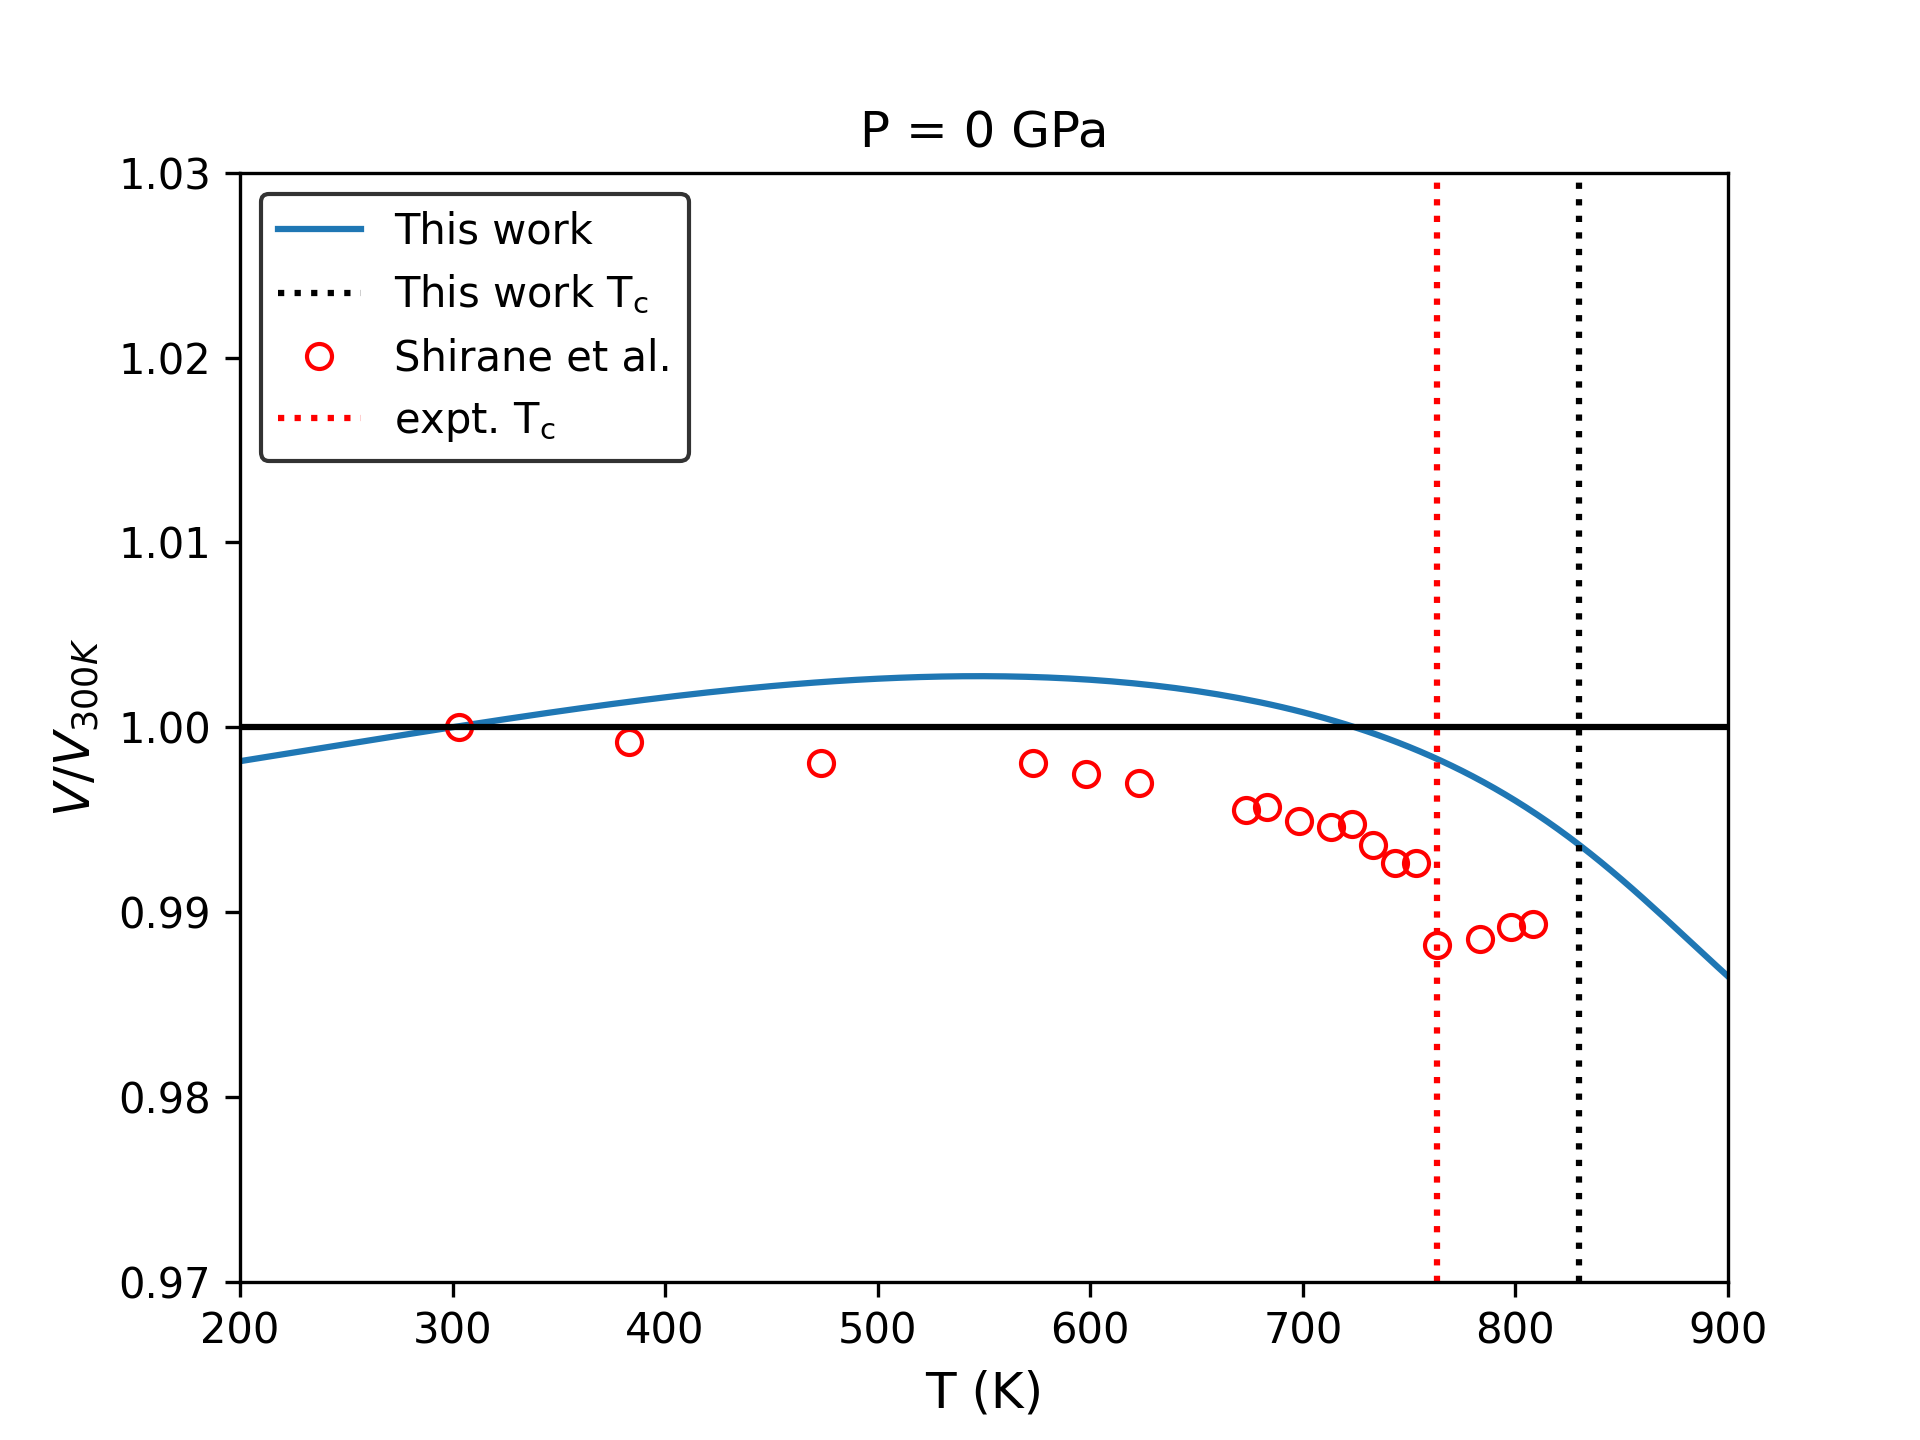 P = 0 GPa
This work
This work Tc
Shirane et al.
expt. Tc
1.03
1.02
1.01
1.00
0.99
0.98
0.97
V/V300K
200 300 400 500 600 700 800 900
T (K)